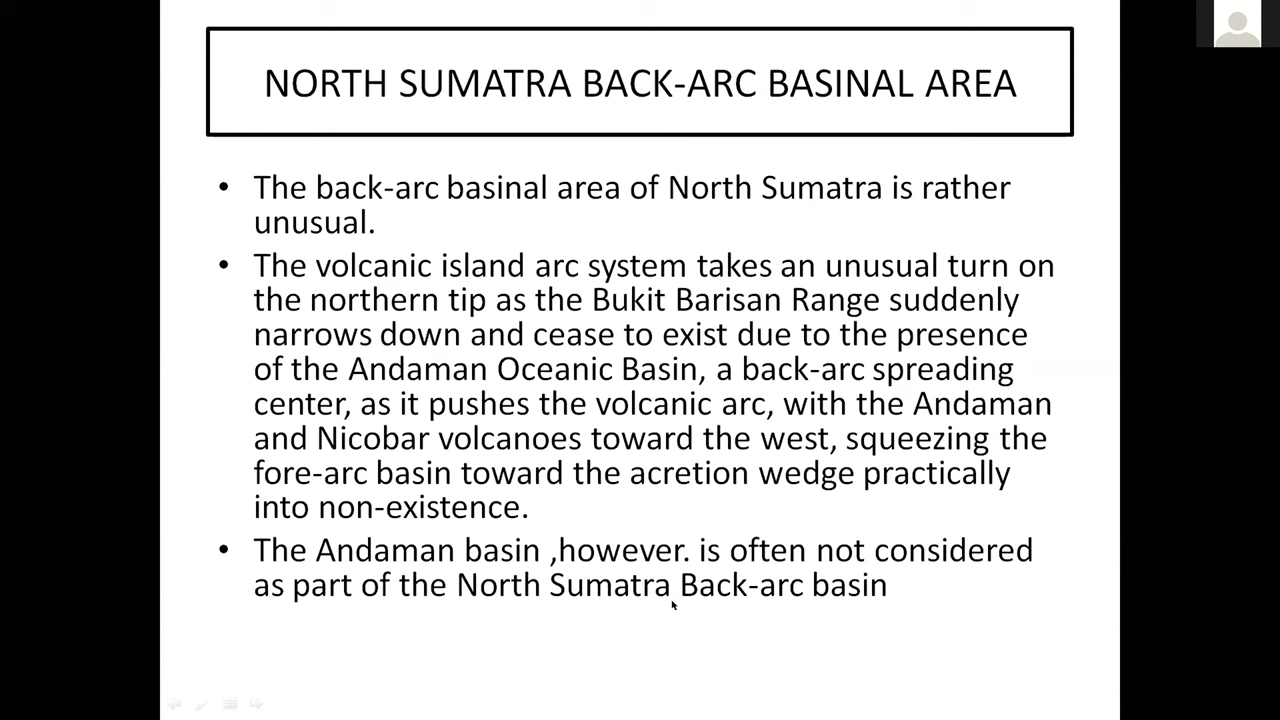 NORTH SUMATRA BACK-ARC BASINAL AREA
• The back-arc basinal area of North Sumatra is rather
unusual.
• The volcanic island arc system takes an unusual turn on
the northern tip as the Bukit Barisan Range suddenly
narrows down and cease to exist due to the presence
of the Andaman Oceanic Basin, a back-arc spreading
center, as it pushes the volcanic arc, with the Andaman
and Nicobar volcanoes toward the west, squeezing the
fore-arc basin toward the acretion wedge practically
into non-existence.
• The Andaman basin ,however. is often not considered
as part of the North Sumatra Back-arc basin